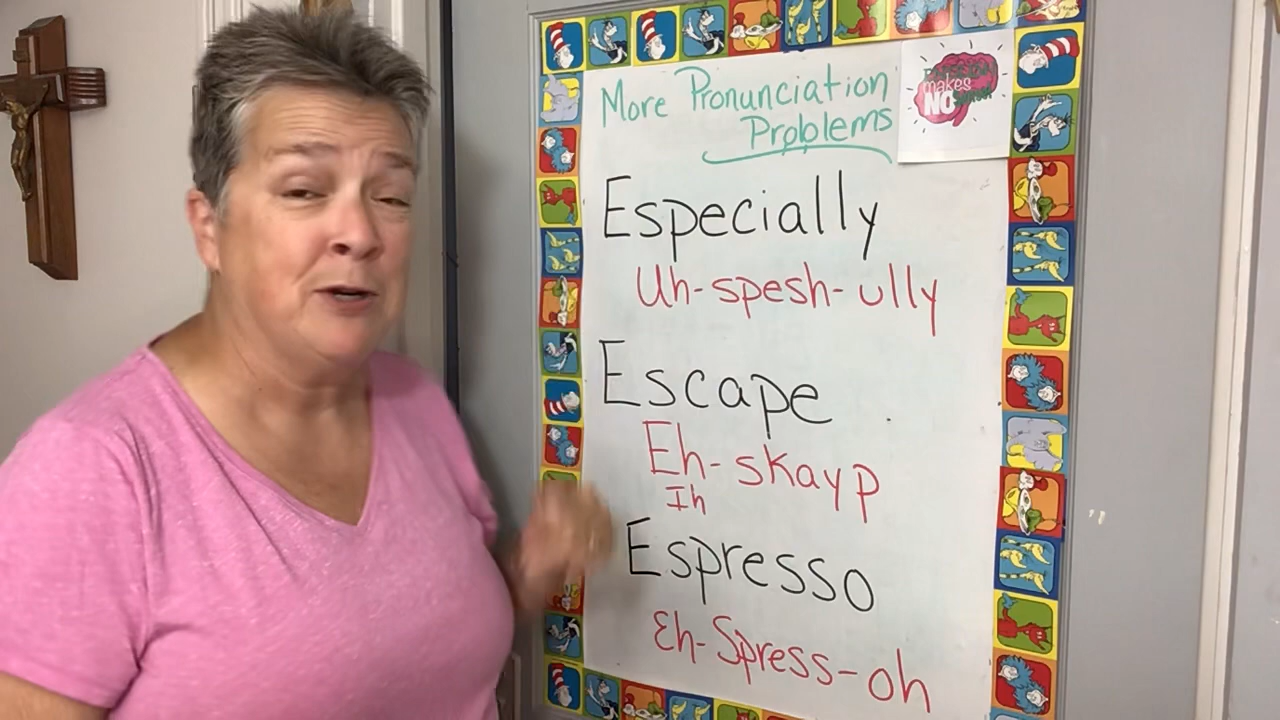 More Pronunciation
Problems
makes
NO
Especially
Uh-spesh-ully
Escape
Eh-skayp
Ih
Espresso
Eh-Spress-oh